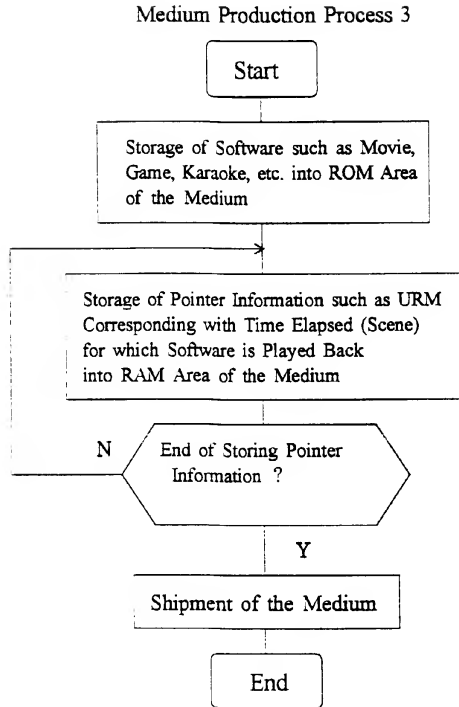 Medium Production Process 3
Start
Storage of Software such as Movie,
Game, Karaoke, etc. into ROM Area
of the Medium
Storage of Pointer Information such as URM
Corresponding with Time Elapsed (Scene)
for which Software is Played Back
into RAM Area of the Medium
N
End of Storing Pointer
Information ?
Y
Shipment of the Medium
End